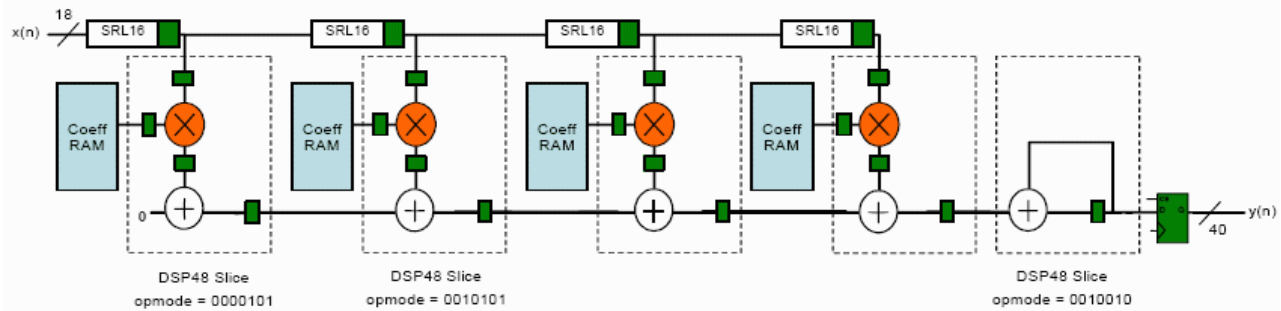 18
x(n)
SRL16
SRL16
SRL16
SRL16
Coeff
RAM
Coeff
RAM
Coeff
RAM
Coeff
RAM
0
y(n)
40
DSP48 Slice
opmode = 0000101
DSP48 Slice
opmode = 0010101
DSP48 Slice
opmode = 0010010